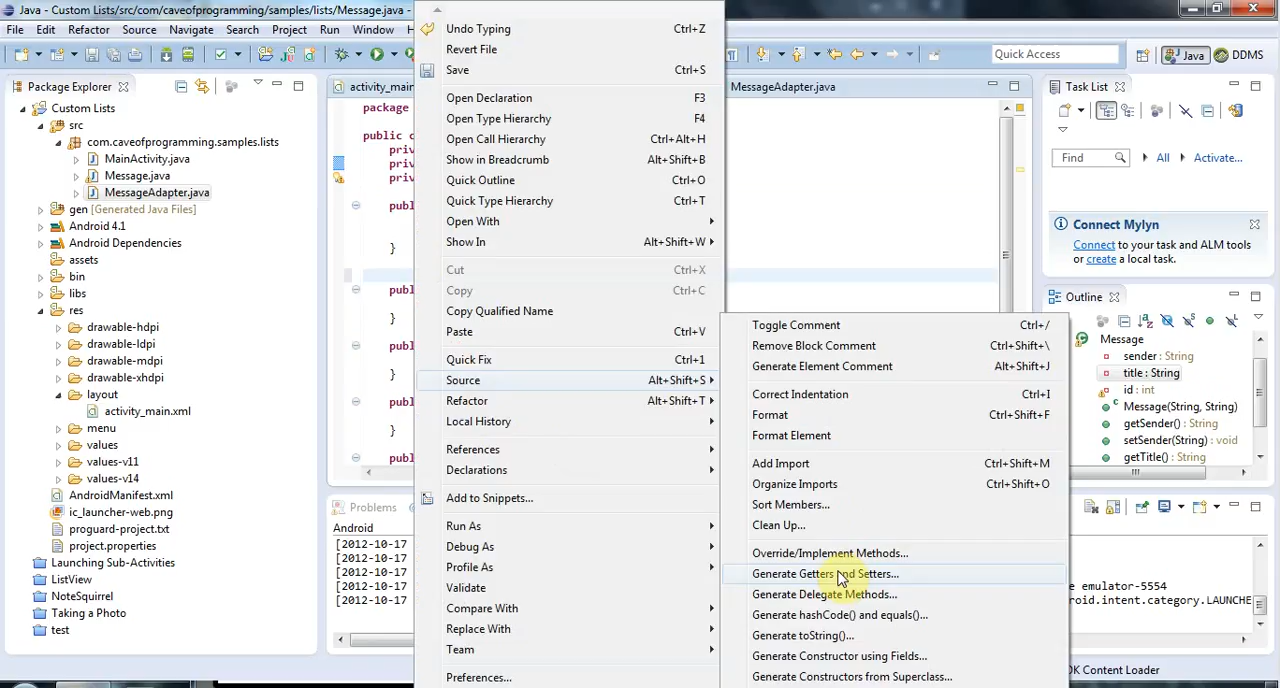 Java - Custom Lists/src/com/caveofprogramming/samples/lists/Message.java
File Edit Refactor Source Navigate Search Project Run Window
Quick Access
Java
DDMS
Package Explorer
Custom Lists
src
com.caveofprogramming.samples.lists
MainActivity.java
Message.java
MessageAdapter.java
gen [Generated Java Files]
Android 4.1
Android Dependencies
assets
bin
libs
res
drawable-hdpi
drawable-ldpi
drawable-mdpi
drawable-xhdpi
layout
activity_main.xml
menu
values
values-v11
values-v14
AndroidManifest.xml
ic_launcher-web.png
proguard-project.txt
project.properties
Launching Sub-Activities
ListView
NoteSquirrel
Taking a Photo
test
activity_main
MessageAdapter.java
package
public c
priv
priv
priv
publ
}
publ
}
publ
}
publ
}
publ
Undo Typing Ctrl+Z
Revert File
Save Ctrl+S
Open Declaration F3
Open Type Hierarchy F4
Open Call Hierarchy Ctrl+Alt+H
Show in Breadcrumb Alt+Shift+B
Quick Outline Ctrl+O
Quick Type Hierarchy Ctrl+T
Open With
Show In Alt+Shift+W
Cut Ctrl+X
Copy Ctrl+C
Copy Qualified Name
Paste Ctrl+V
Quick Fix Ctrl+1
Source Alt+Shift+S
Refactor Alt+Shift+T
Local History
References
Declarations
Add to Snippets...
Run As
Debug As
Profile As
Validate
Compare With
Replace With
Team
Preferences...
Toggle Comment Ctrl+/
Remove Block Comment Ctrl+Shift+\
Generate Element Comment Alt+Shift+J
Correct Indentation Ctrl+I
Format Ctrl+Shift+F
Format Element
Add Import Ctrl+Shift+M
Organize Imports Ctrl+Shift+O
Sort Members...
Clean Up...
Override/Implement Methods...
Generate Getters and Setters...
Generate Delegate Methods...
Generate hashCode() and equals()...
Generate toString()...
Generate Constructor using Fields...
Generate Constructors from Superclass...
Task List
Find
All
Activate...
Connect Mylyn
Connect to your task and ALM tools
or create a local task.
Outline
Message
sender : String
title : String
id : int
Message(String, String)
getSender() : String
setSender(String) : void
getTitle() : String
Problems
Android
[2012-10-17
[2012-10-17
[2012-10-17
[2012-10-17
e emulator-5554
roid.intent.category.LAUNCHE
DK Content Loader